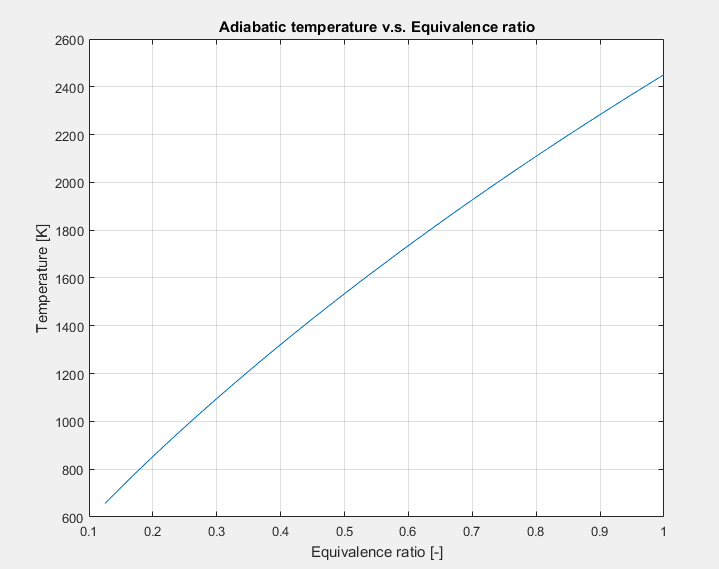 Adiabatic temperature v.s. Equivalence ratio
2600
2400
2200
2000
1800
1600
1400
1200
1000
800
600
Temperature [K]
0.1 0.2 0.3 0.4 0.5 0.6 0.7 0.8 0.9 1
Equivalence ratio [-]